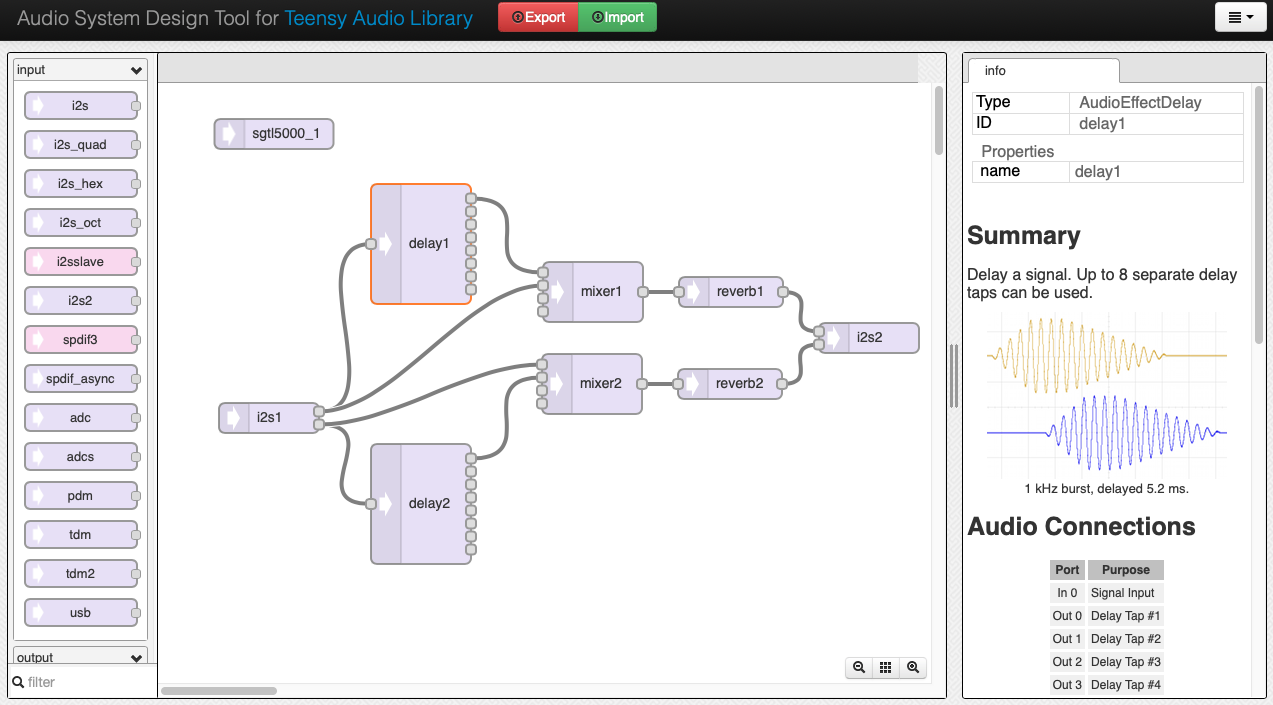 Audio System Design Tool for Teensy Audio Library
Export
Import
input
i2s
i2s_quad
i2s_hex
i2s_oct
i2sslave
i2s2
spdif3
spdif_async
adc
adcs
pdm
tdm
tdm2
usb
output
filter
sgtl5000_1
delay1
mixer1
reverb1
i2s2
mixer2
reverb2
i2s1
delay2
info
Type AudioEffectDelay
ID delay1
Properties
name delay1
Summary
Delay a signal. Up to 8 separate delay
taps can be used.
1 kHz burst, delayed 5.2 ms.
Audio Connections
Port Purpose
In 0 Signal Input
Out 0 Delay Tap #1
Out 1 Delay Tap #2
Out 2 Delay Tap #3
Out 3 Delay Tap #4